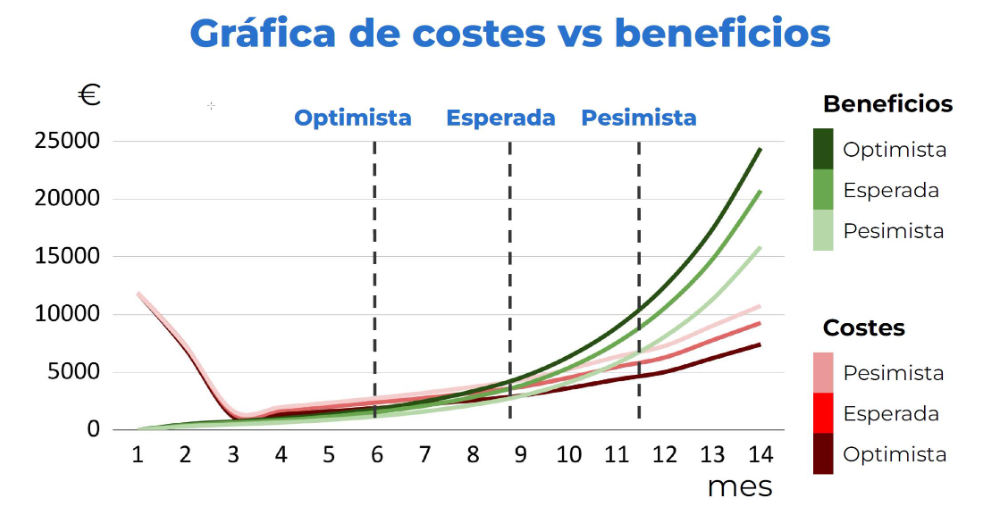 Gráfica de costes vs beneficios
€
Optimista Esperada Pesimista
25000
20000
15000
10000
5000
0
1 2 3 4 5 6 7 8 9 10 11 12 13 14
mes
Beneficios
Optimista
Esperada
Pesimista
Costes
Pesimista
Esperada
Optimista